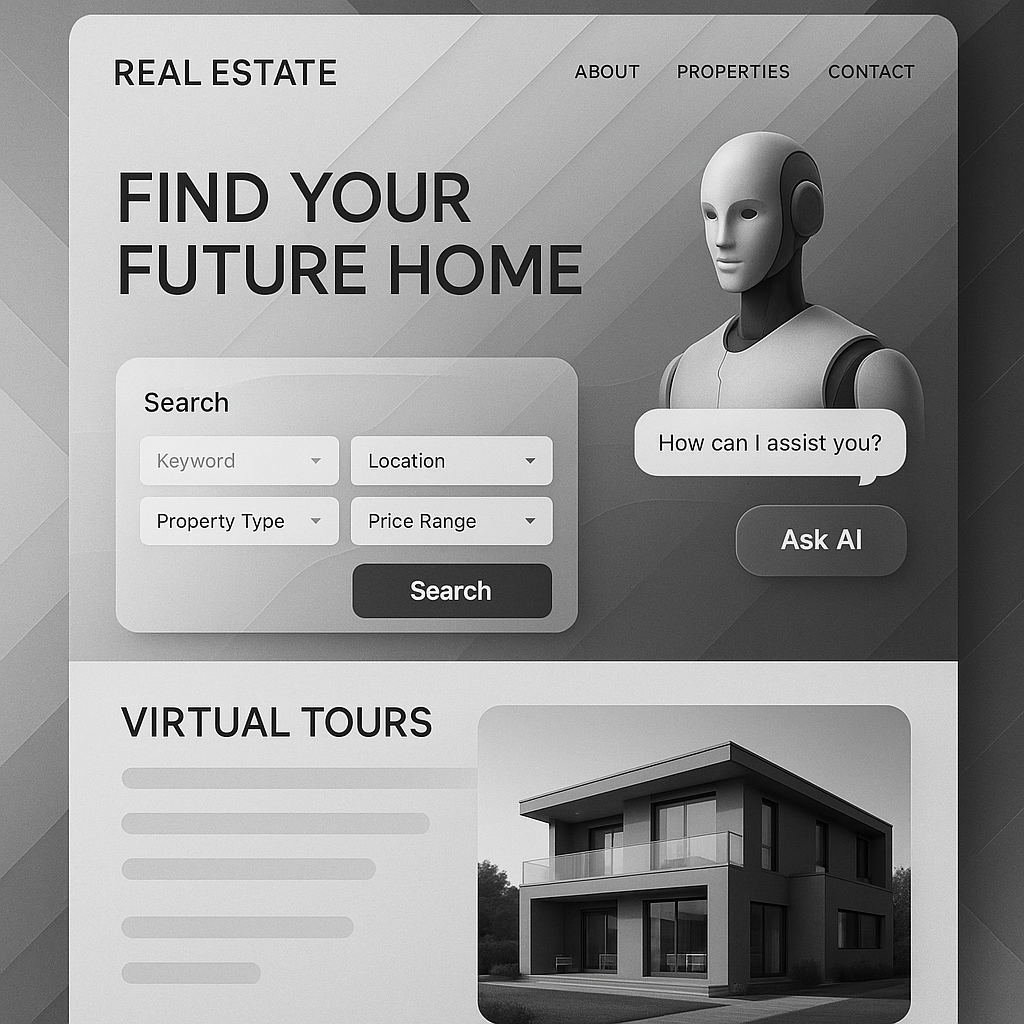 REAL ESTATE
ABOUT PROPERTIES CONTACT
FIND YOUR
FUTURE HOME
Search
Keyword Location
Property Type Price Range
Search
How can I assist you?
Ask AI
VIRTUAL TOURS